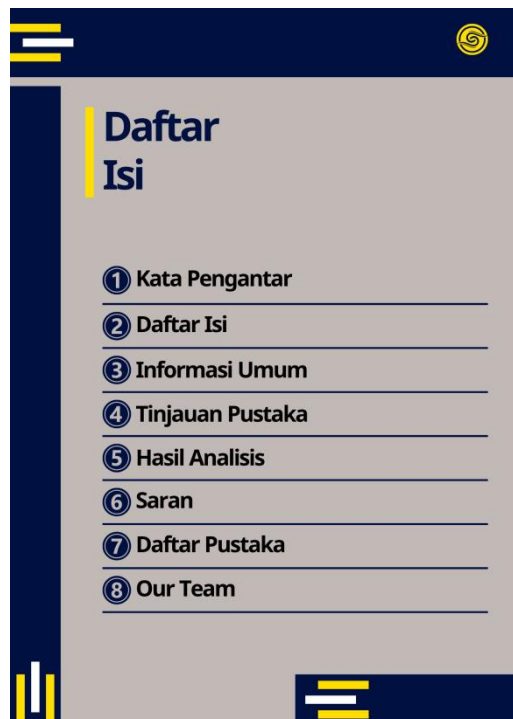 Daftar
Isi
1 Kata Pengantar
2 Daftar Isi
3 Informasi Umum
4 Tinjauan Pustaka
5 Hasil Analisis
6 Saran
7 Daftar Pustaka
8 Our Team